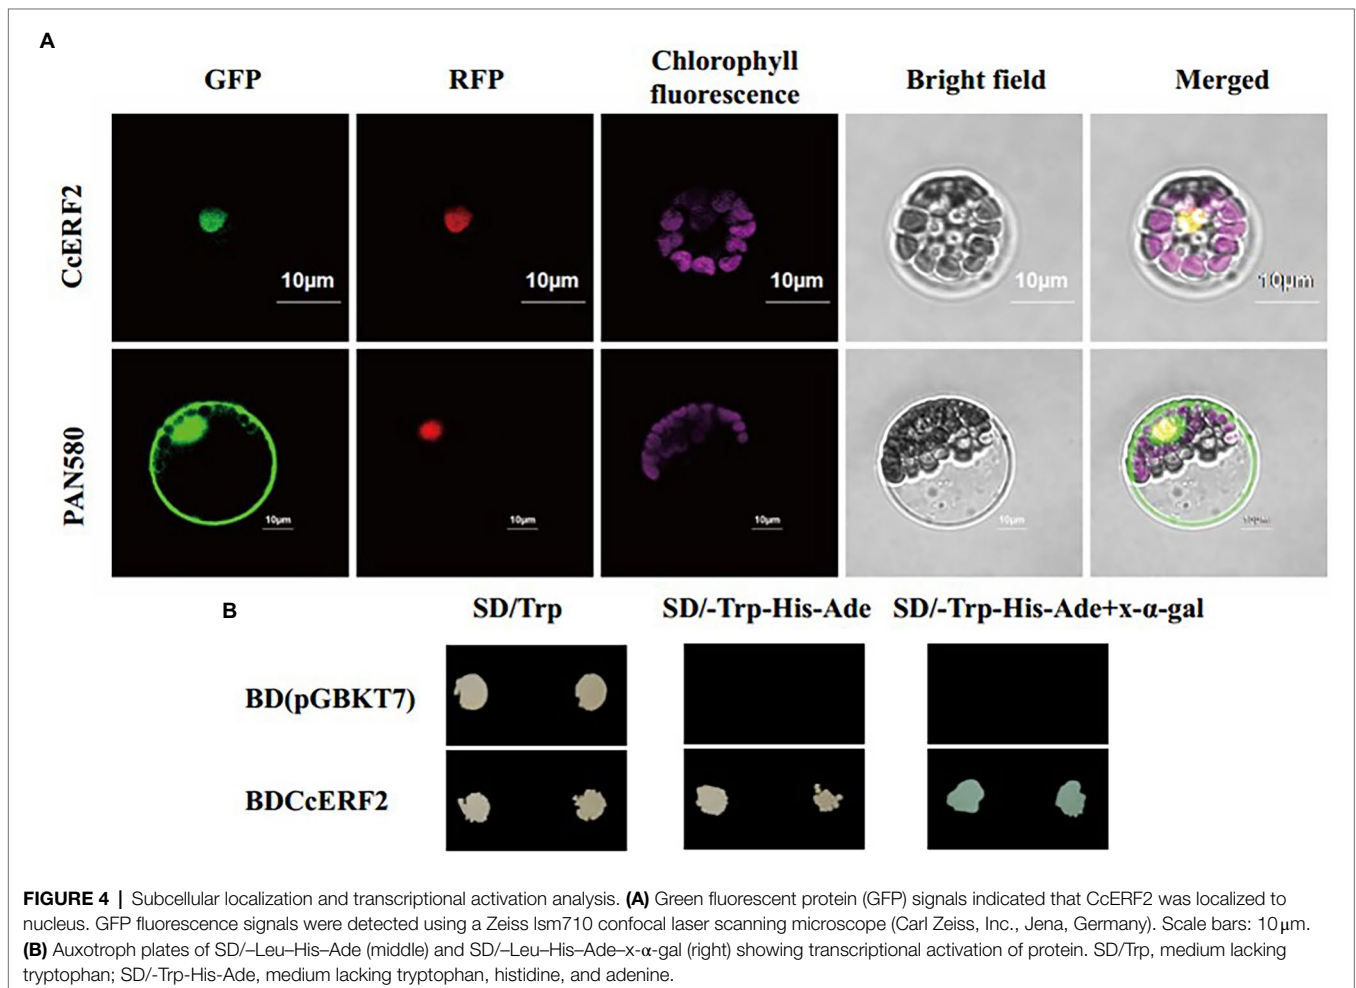 A
GFP RFP Chlorophyll fluorescence Bright field Merged
CcERF2
10µm 10µm 10µm 10µm 10µm
PAN580
10µm 10µm 10µm 10µm 10µm
B
SD/Trp SD/-Trp-His-Ade SD/-Trp-His-Ade+x-α-gal
BD(pGBKT7)
BDCcERF2
FIGURE 4 | Subcellular localization and transcriptional activation analysis. (A) Green fluorescent protein (GFP) signals indicated that CcERF2 was localized to
nucleus. GFP fluorescence signals were detected using a Zeiss lsm710 confocal laser scanning microscope (Carl Zeiss, Inc., Jena, Germany). Scale bars: 10 µm.
(B) Auxotroph plates of SD/–Leu–His–Ade (middle) and SD/–Leu–His–Ade–x-α-gal (right) showing transcriptional activation of protein. SD/Trp, medium lacking
tryptophan; SD/-Trp-His-Ade, medium lacking tryptophan, histidine, and adenine.